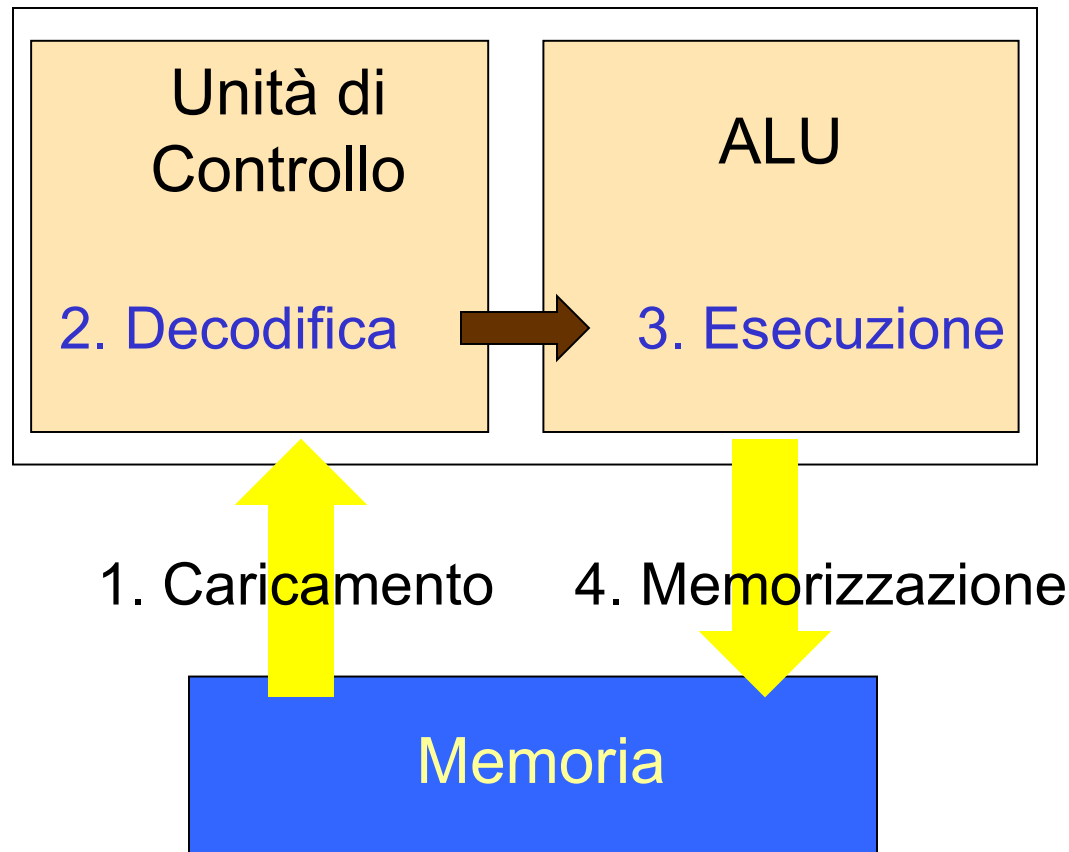 Unità di
Controllo
ALU
2. Decodifica
3. Esecuzione
1. Caricamento
4. Memorizzazione
Memoria